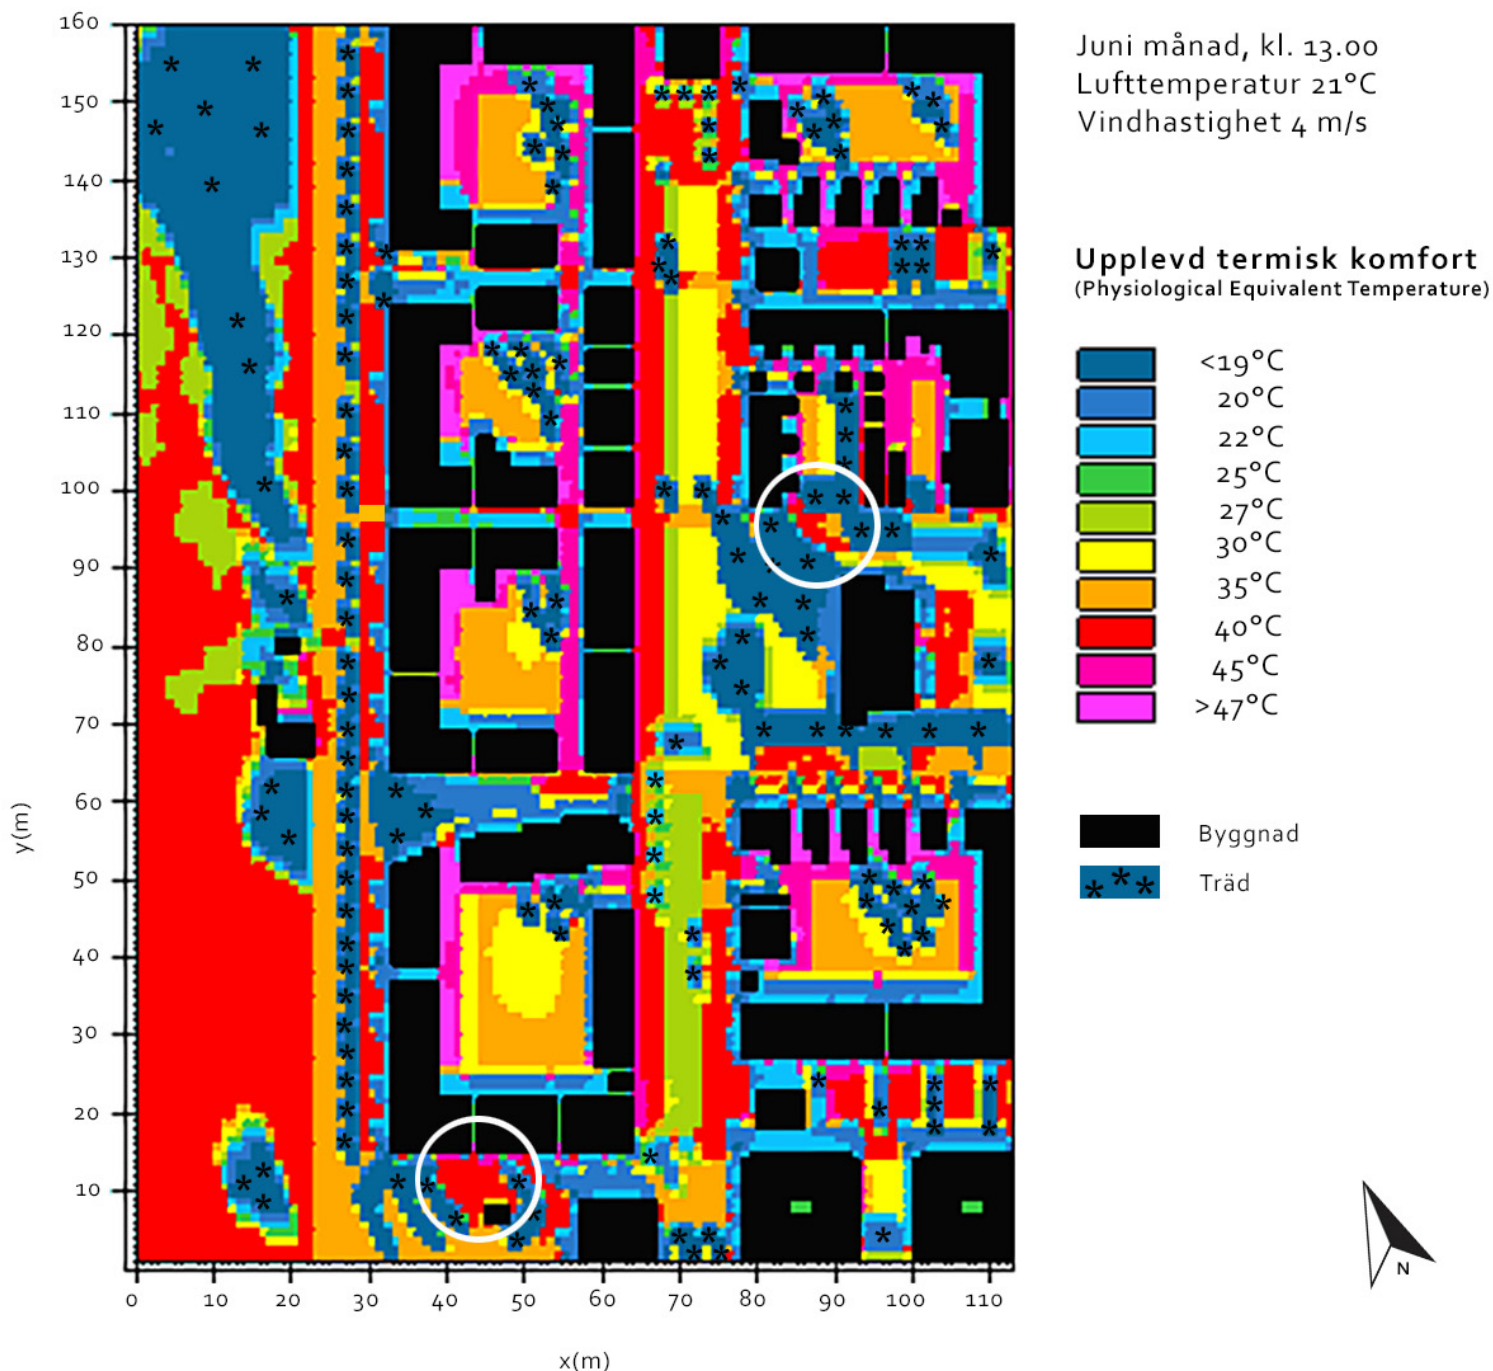 Juni månad, kl. 13.00
Lufttemperatur 21°C
Vindhastighet 4 m/s
Upplevd termisk komfort
(Physiological Equivalent Temperature)
<19°C
20°C
22°C
25°C
27°C
30°C
35°C
40°C
45°C
>47°C
Byggnad
Träd
N
160
150
140
130
120
110
100
90
80
70
60
50
40
30
20
10
y(m)
0 10 20 30 40 50 60 70 80 90 100 110
x(m)